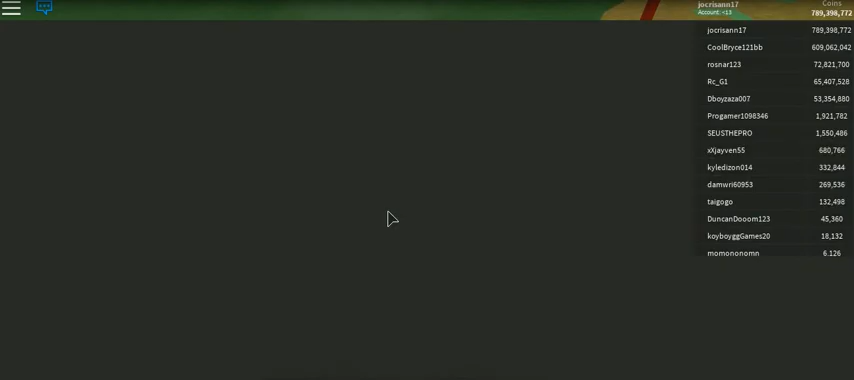 jocrisann17 Coins
Account: <13 789,398,772
jocrisann17 789,398,772
CoolBryce121bb 609,062,042
rosnar123 72,821,700
Rc_G1 65,407,528
Dboyzaza007 53,354,880
Progamer1098346 1,921,782
SEUSTHEPRO 1,550,486
xXjayven55 680,766
kyledizon014 332,844
damwri60953 269,536
taigogo 132,498
DuncanDooom123 45,360
koyboyggGames20 18,132
momononomn 6,126